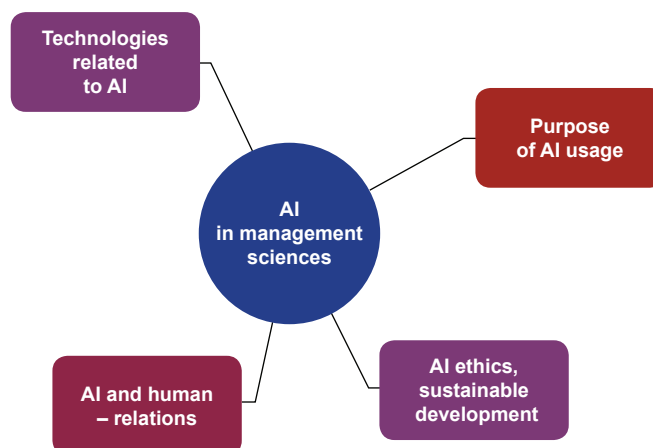 Technologies
related
to AI
Purpose
of AI usage
AI
in management
sciences
AI and human
– relations
AI ethics,
sustainable
development